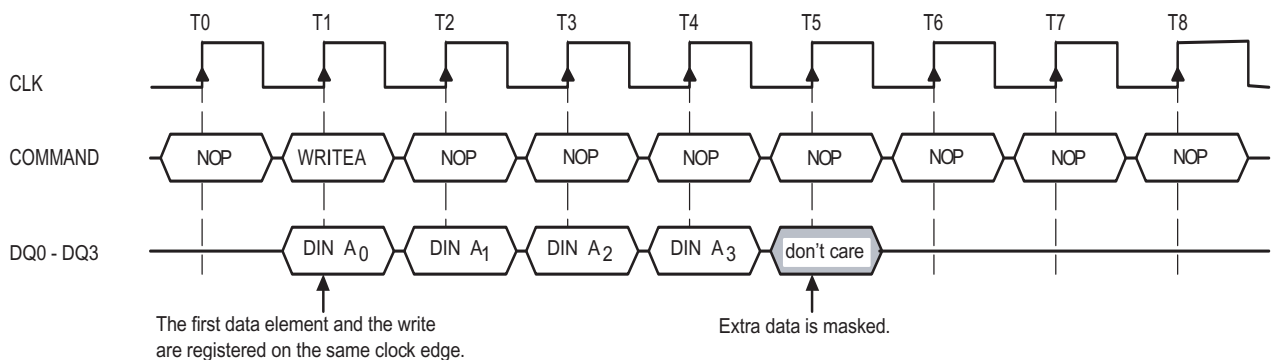 T0 T1 T2 T3 T4 T5 T6 T7 T8
CLK
COMMAND NOP WRITEA NOP NOP NOP NOP NOP NOP NOP
DQ0 - DQ3 DIN A0 DIN A1 DIN A2 DIN A3 don't care
The first data element and the write
are registered on the same clock edge.
Extra data is masked.